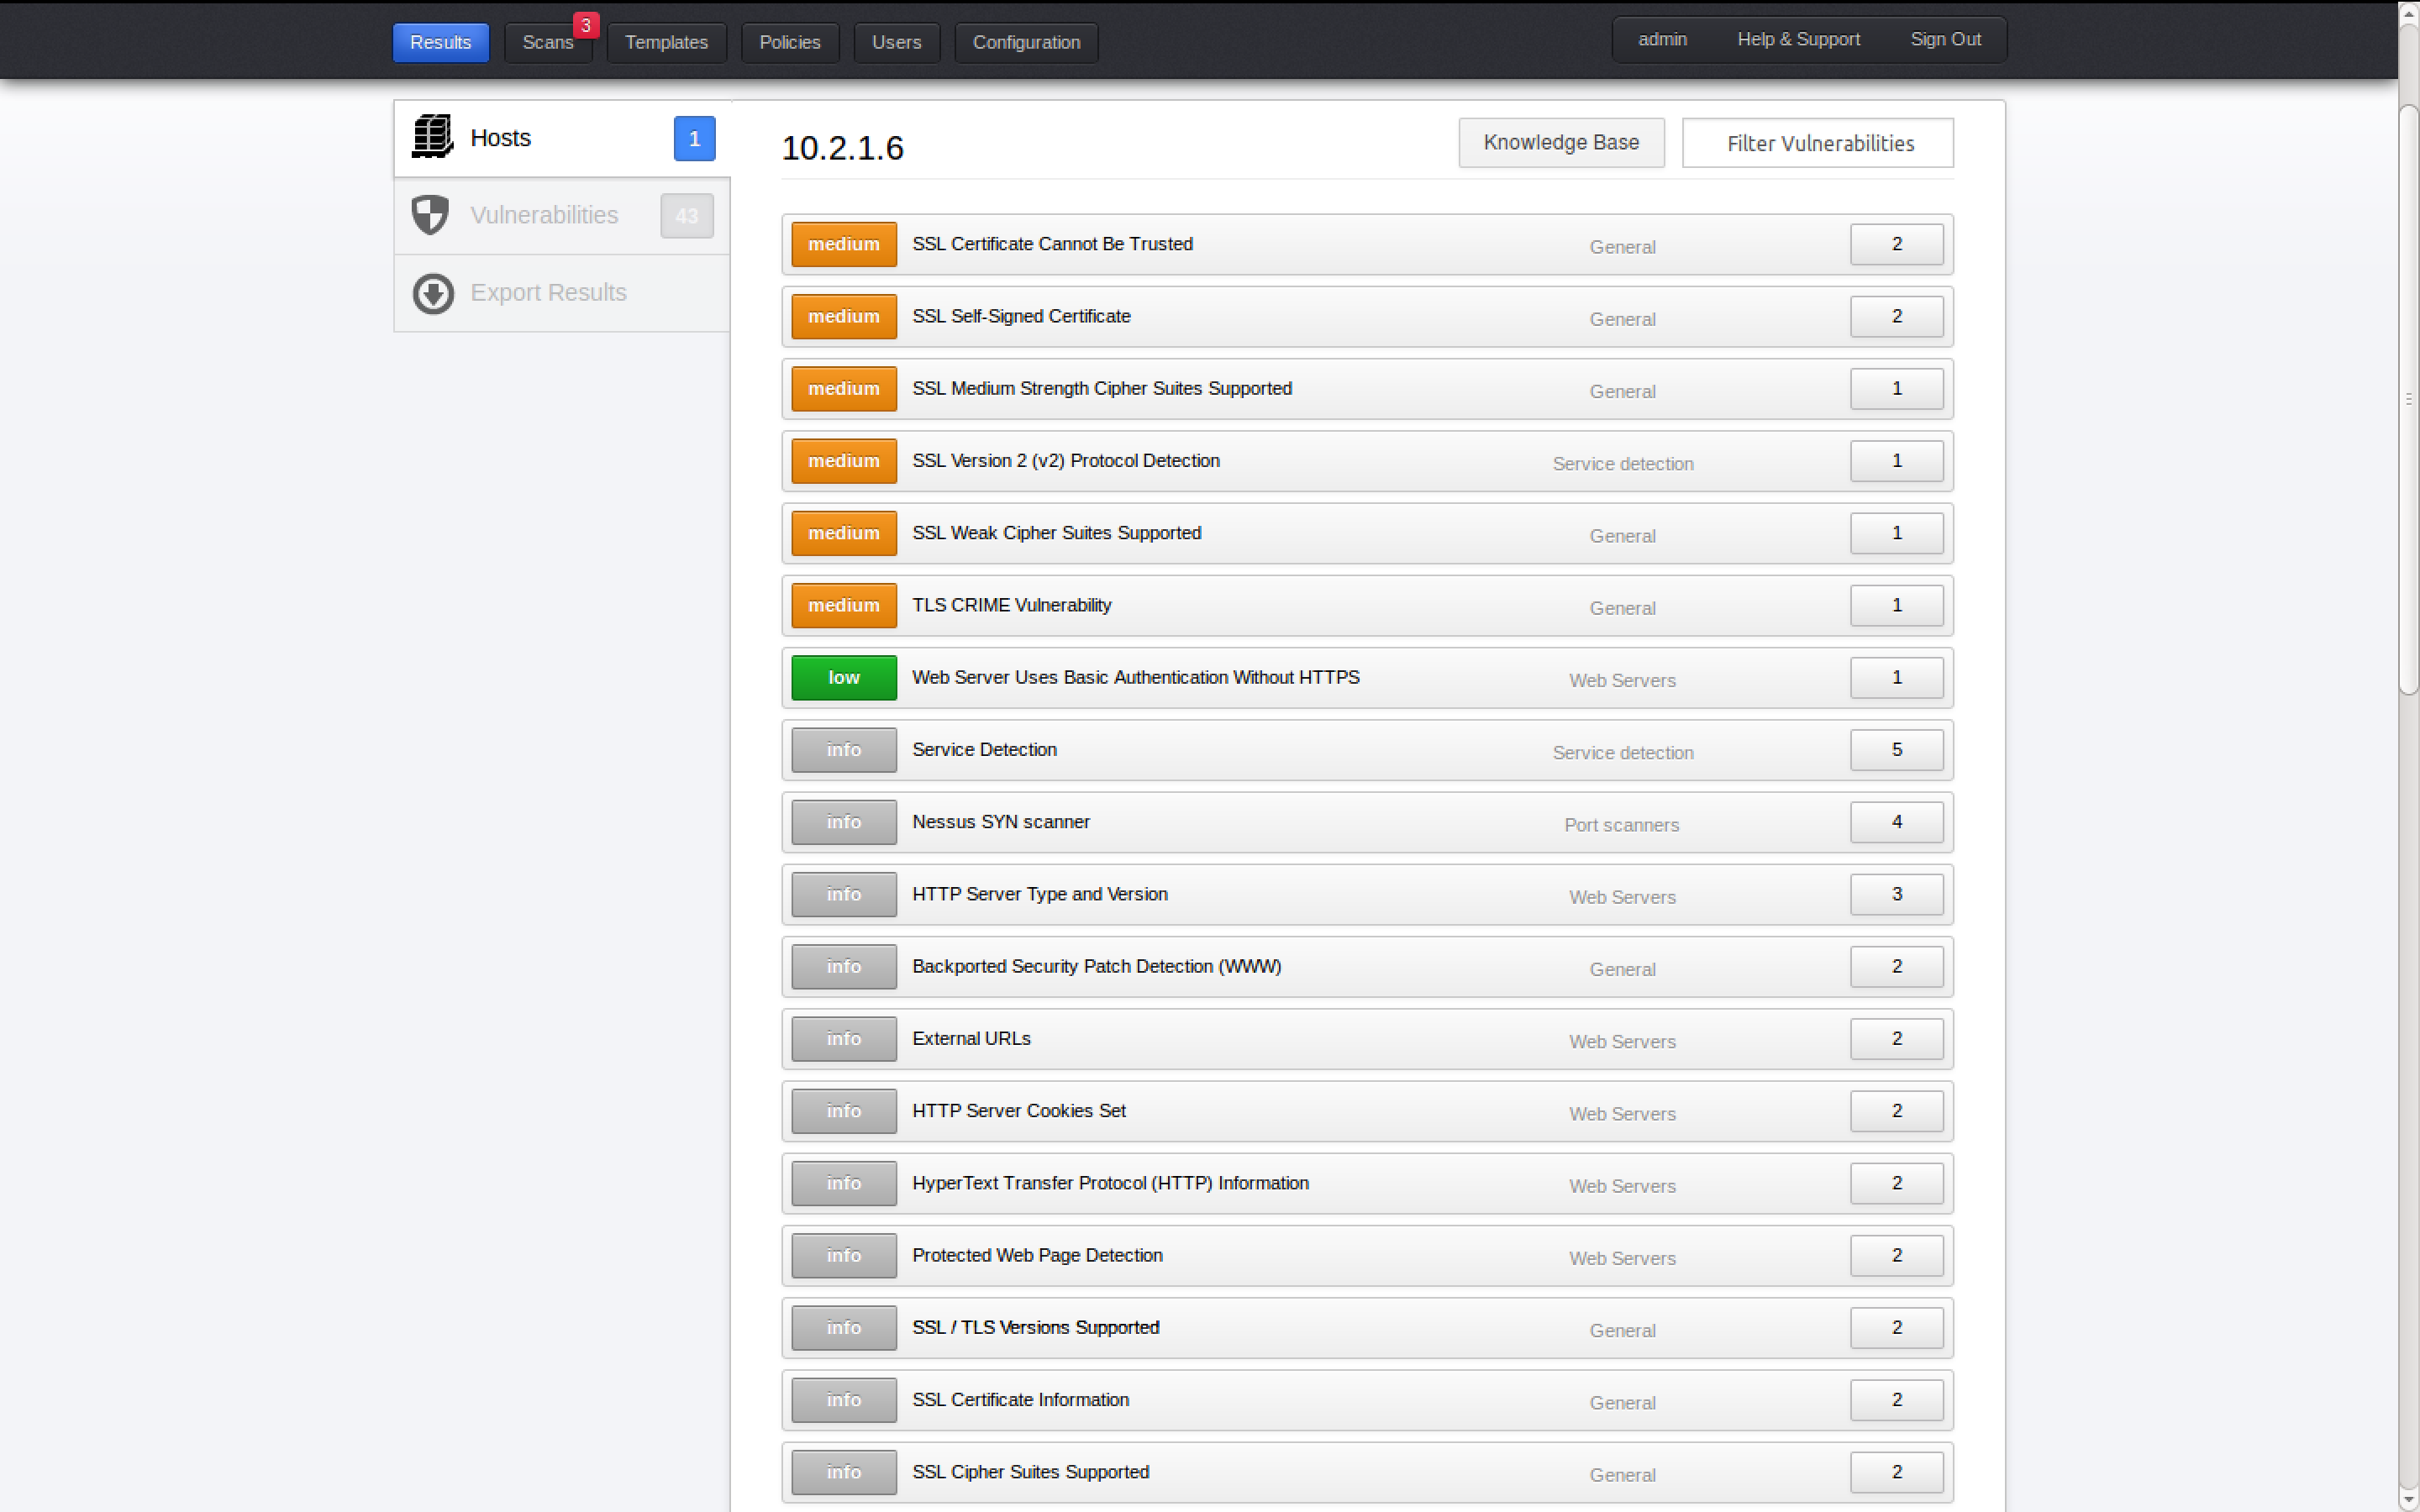 Results Scans 3 Templates Policies Users Configuration admin Help & Support Sign Out
Hosts 1
Vulnerabilities 43
Export Results
10.2.1.6 Knowledge Base Filter Vulnerabilities
medium SSL Certificate Cannot Be Trusted General 2
medium SSL Self-Signed Certificate General 2
medium SSL Medium Strength Cipher Suites Supported General 1
medium SSL Version 2 (v2) Protocol Detection Service detection 1
medium SSL Weak Cipher Suites Supported General 1
medium TLS CRIME Vulnerability General 1
low Web Server Uses Basic Authentication Without HTTPS Web Servers 1
info Service Detection Service detection 5
info Nessus SYN scanner Port scanners 4
info HTTP Server Type and Version Web Servers 3
info Backported Security Patch Detection (WWW) General 2
info External URLs Web Servers 2
info HTTP Server Cookies Set Web Servers 2
info HyperText Transfer Protocol (HTTP) Information Web Servers 2
info Protected Web Page Detection Web Servers 2
info SSL / TLS Versions Supported General 2
info SSL Certificate Information General 2
info SSL Cipher Suites Supported General 2